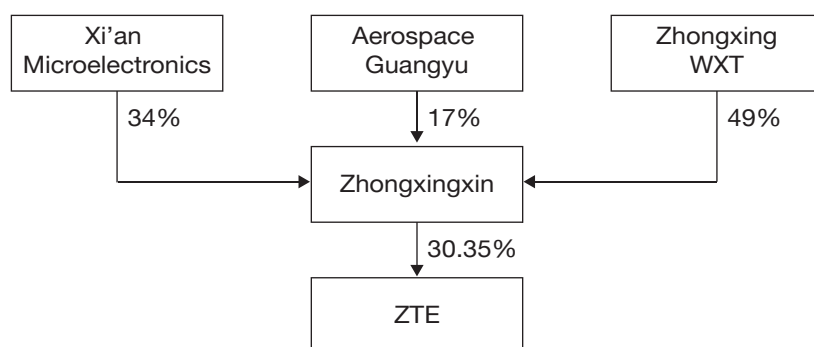 Xi’an
Microelectronics
Aerospace
Guangyu
Zhongxing
WXT
34%
17%
49%
Zhongxingxin
30.35%
ZTE